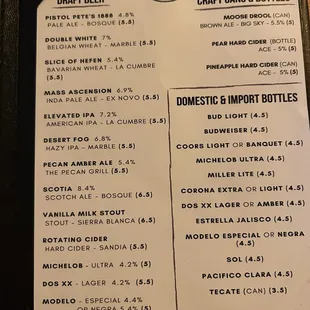 DRAFT BEER
PISTOL PETE'S 1888 4.8%
PALE ALE - BOSQUE (5.5)
DOUBLE WHITE 7%
BELGIAN WHEAT - MARBLE (5.5)
SLICE OF HEFEN 5.4%
BAVARIAN WHEAT - LA CUMBRE
(5.5)
MASS ASCENSION 6.9%
INDA PALE ALE - EX NOVO (5.5)
ELEVATED IPA 7.2%
AMERICAN IPA - LA CUMBRE (5.5)
DESERT FOG 6.8%
HAZY IPA - MARBLE (5.5)
PECAN AMBER ALE 5.4%
THE PECAN GRILL (5.5)
SCOTIA 8.4%
SCOTCH ALE - BOSQUE (6.5)
VANILLA MILK STOUT
STOUT - SIERRA BLANCA (6.5)
ROTATING CIDER
HARD CIDER - SANDIA (5.5)
MICHELOB - ULTRA 4.2% (5)
DOS XX - LAGER 4.2% (5.5)
MODELO - ESPECIAL 4.4%
OR NEGRA 5.4% (5)
CRAFT CANS & BOTTLES
MOOSE DROOL (CAN)
BROWN ALE - BIG SKY - 5.5% (5)
PEAR HARD CIDER (BOTTLE)
ACE - 5% (5)
PINEAPPLE HARD CIDER (CAN)
ACE - 5% (5)
DOMESTIC & IMPORT BOTTLES
BUD LIGHT (4.5)
BUDWEISER (4.5)
COORS LIGHT OR BANQUET (4.5)
MICHELOB ULTRA (4.5)
MILLER LITE (4.5)
CORONA EXTRA OR LIGHT (4.5)
DOS XX LAGER OR AMBER (4.5)
ESTRELLA JALISCO (4.5)
MODELO ESPECIAL OR NEGRA
(4.5)
SOL (4.5)
PACIFICO CLARA (4.5)
TECATE (CAN) (3.5)